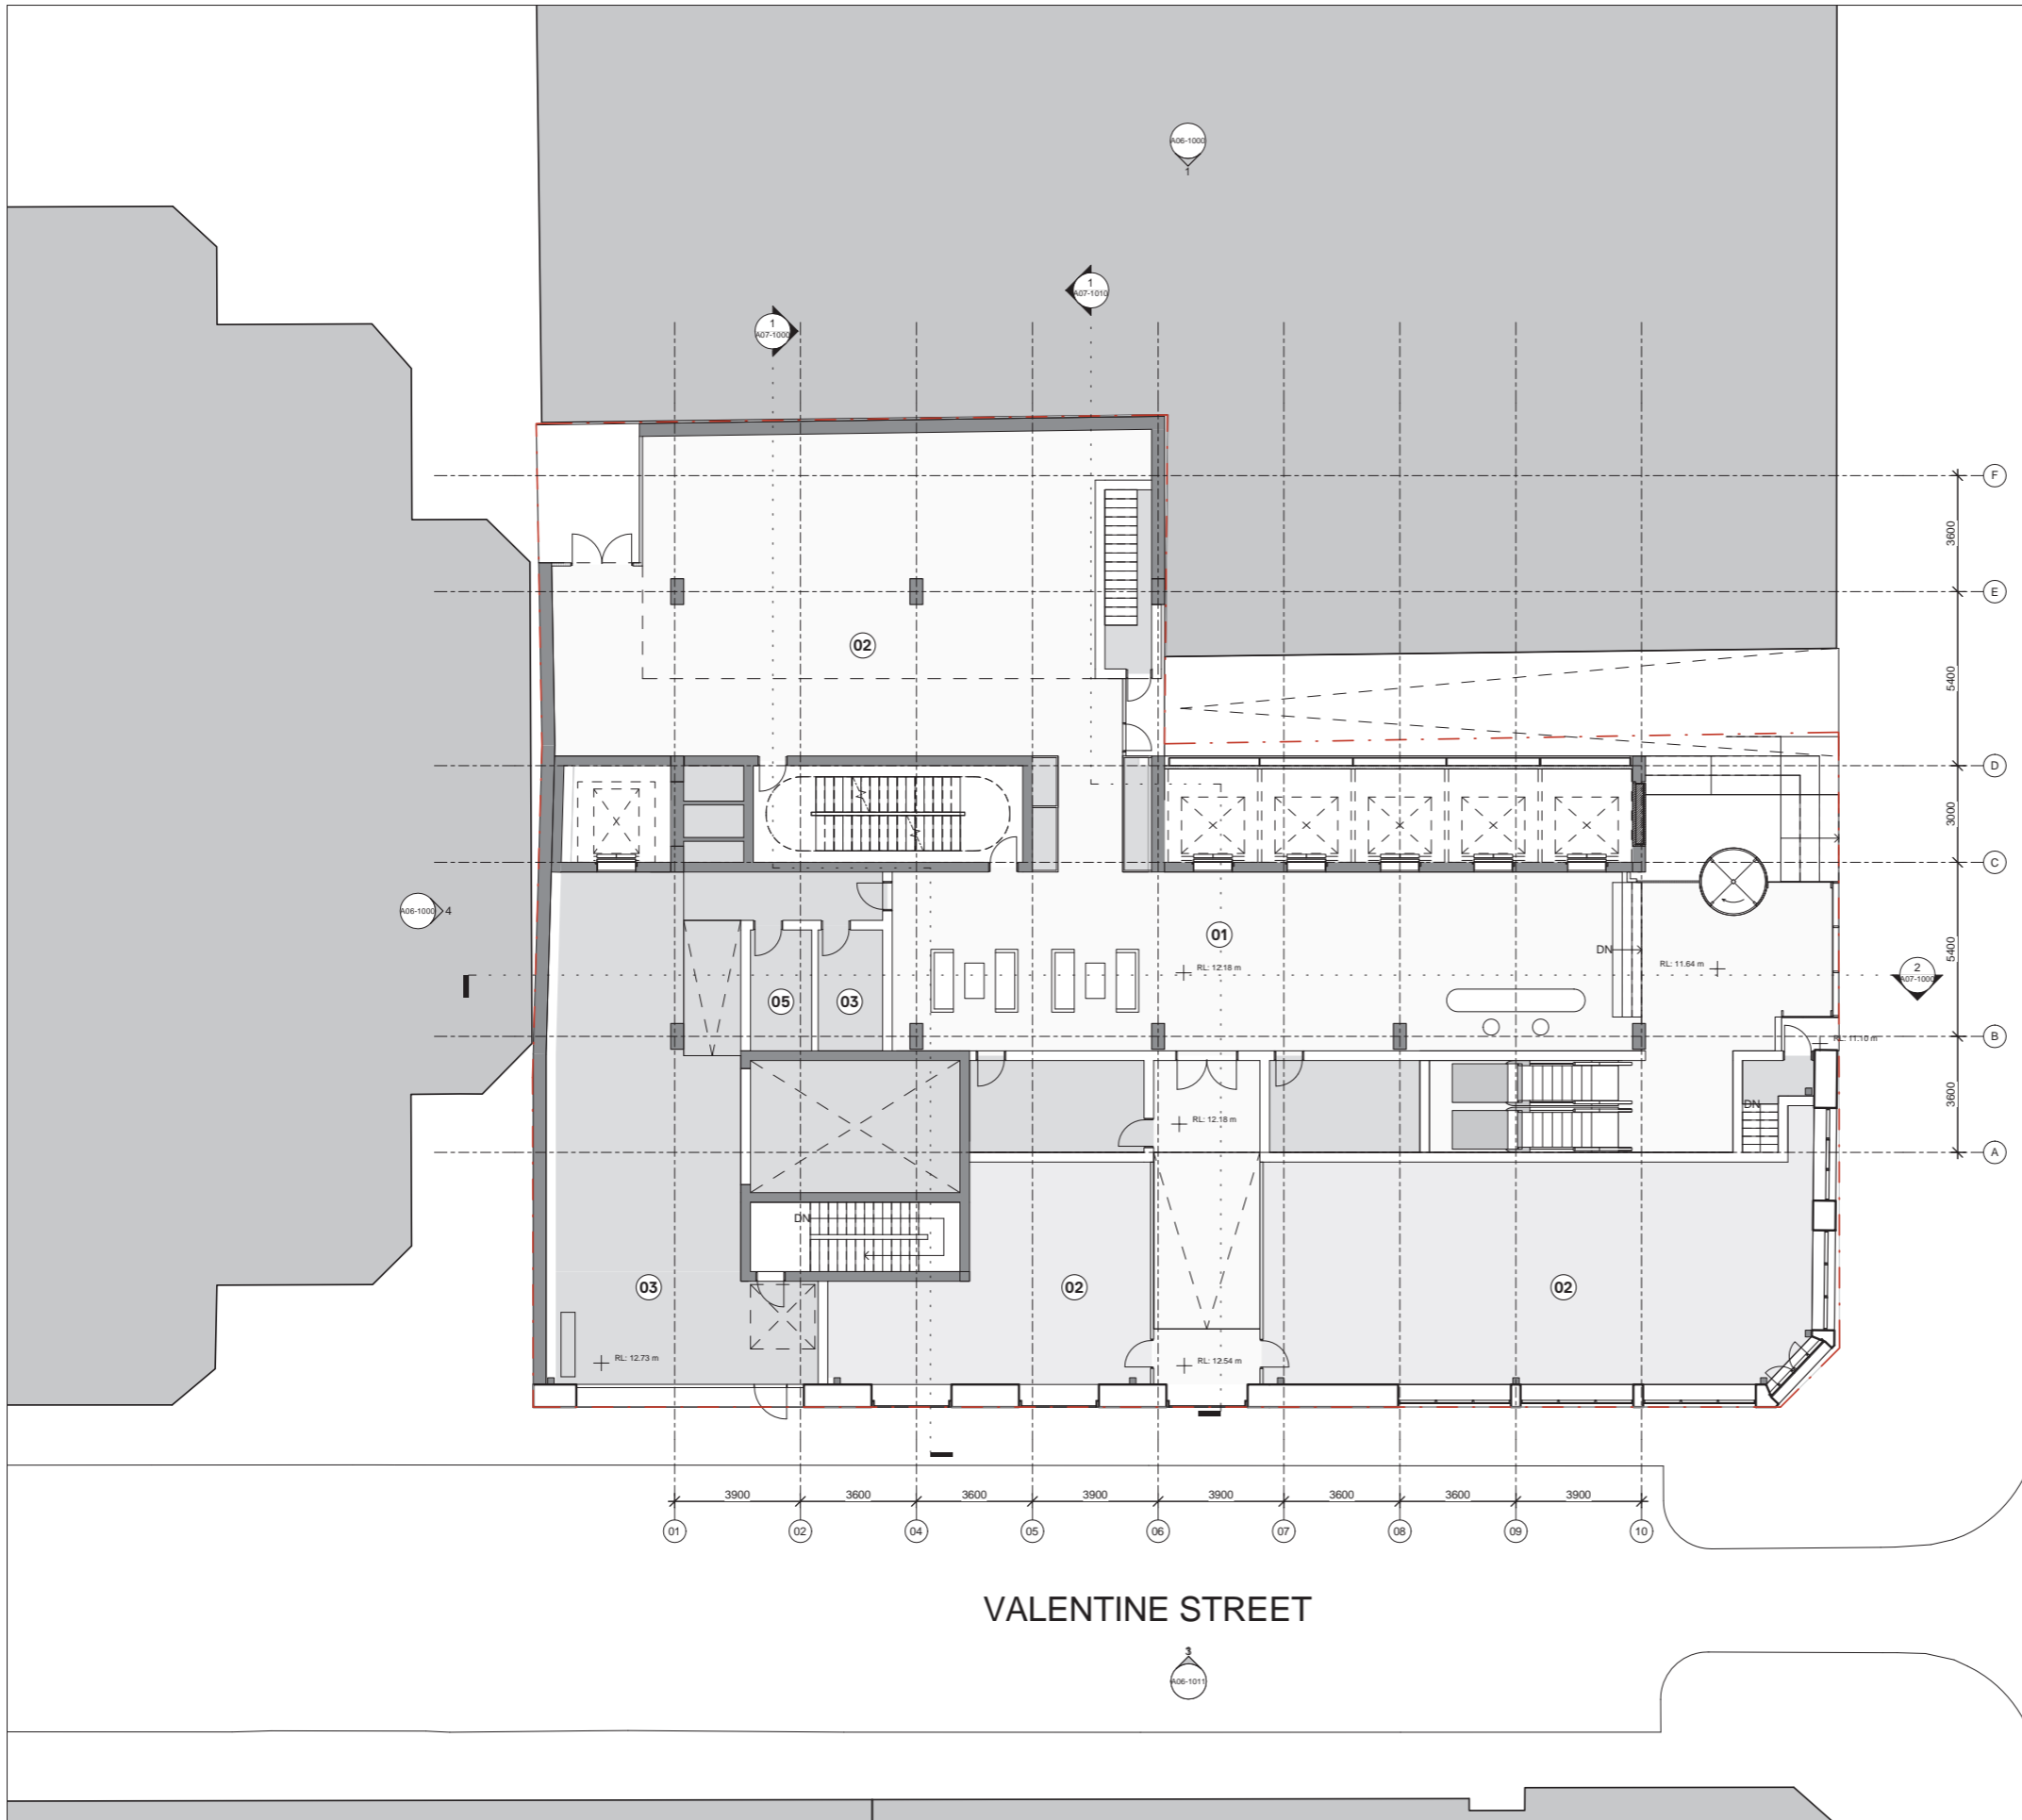 A06-1000
1
1
A07-1010
1
A07-1000
F
3600
E
02
5400
D
3000
C
A06-1000
4
01
DN
RL: 12.18 m
RL: 11.64 m
5400
2
A07-1000
05
03
B
RL: 11.10 m
3600
DN
RL: 12.18 m
A
DN
03
02
02
RL: 12.73 m
RL: 12.54 m
3900
3600
3600
3900
3900
3600
3600
3900
01
02
04
05
06
07
08
09
10
VALENTINE STREET
3
A06-1011